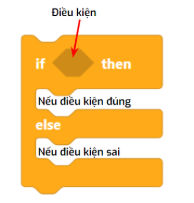 Điều kiện
if then
Nếu điều kiện đúng
else
Nếu điều kiện sai